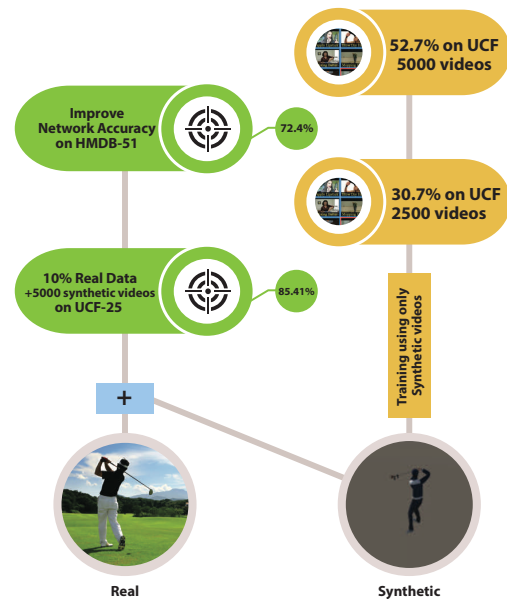 52.7% on UCF
5000 videos
Improve
Network Accuracy
on HMDB-51
72.4%
30.7% on UCF
2500 videos
10% Real Data
+5000 synthetic videos
on UCF-25
85.41%
Training using only
Synthetic videos
+
Real
Synthetic